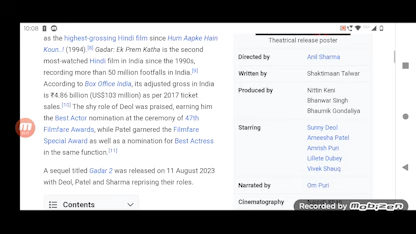 10:08
as the highest-grossing Hindi film since Hum Aapke Hain
Koun..! (1994).[8] Gadar: Ek Prem Katha is the second
most-watched Hindi film in India since the 1990s,
recording more than 50 million footfalls in India.[9]
According to Box Office India, its adjusted gross in India
is ₹4.86 billion (US$103 million) as per 2017 ticket
sales.[10] The shy role of Deol was praised, earning him
the Best Actor nomination at the ceremony of 47th
Filmfare Awards, while Patel garnered the Filmfare
Special Award as well as a nomination for Best Actress
in the same function.[11]
A sequel titled Gadar 2 was released on 11 August 2023
with Deol, Patel and Sharma reprising their roles.
Contents
Theatrical release poster
Directed by Anil Sharma
Written by Shaktimaan Talwar
Produced by Nittin Keni
Bhanwar Singh
Bhaumik Gondaliya
Starring Sunny Deol
Ameesha Patel
Amrish Puri
Lillete Dubey
Vivek Shauq
Narrated by Om Puri
Cinematography
Recorded by Mobizen